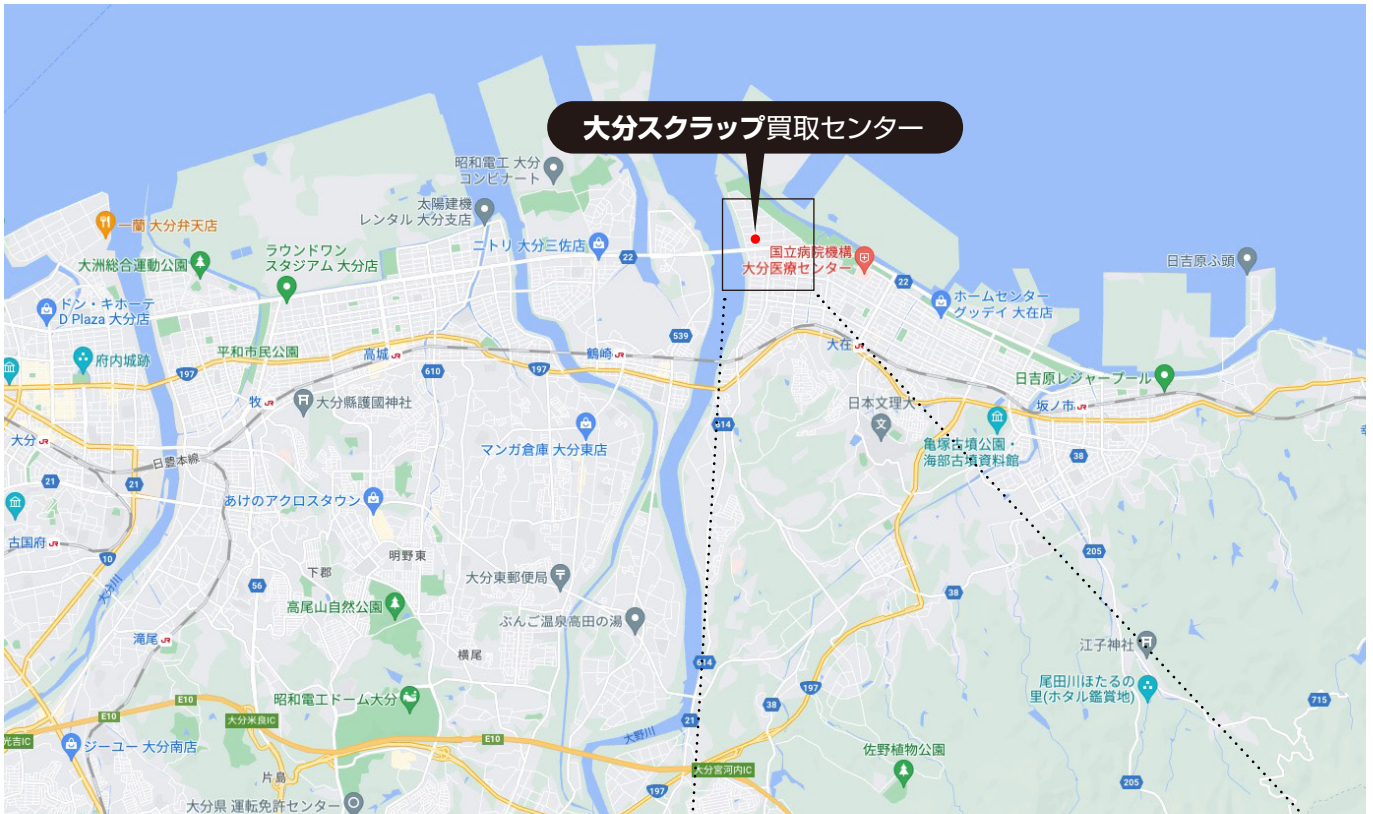 大分スクラップ買取センター
昭和電工 大分
コンビナート
太陽建機
レンタル 大分支店
一蘭 大分弁天店
ラウンドワン
スタジアム 大分店
大洲総合運動公園
ニトリ 大分三佐店
22
国立病院機構
大分医療センター
日吉原ふ頭
22
ドン・キホーテ
D Plaza 大分店
ホームセンター
グッデイ 大在店
539
府内城跡
平和市民公園
高城
鶴崎
大在
197
610
197
日吉原レジャープール
牧
大分縣護國神社
日本文理大
坂ノ市
大分
マンガ倉庫 大分東店
614
亀塚古墳公園・
海部古墳資料館
38
日豊本線
21
21
あけのアクロスタウン
古国府
10
明野東
205
大分川
下郡
56
大分東郵便局
38
高尾山自然公園
ぶんご温泉高田の湯
滝尾
横尾
614
江子神社
尾田川ほたるの
里(ホタル鑑賞地)
197
715
E10
昭和電工ドーム大分
38
E10
大分米良IC
21
光吉IC
ジーユー 大分南店
E10
大野川
佐野植物公園
大分宮河内IC
片島
197
205
大分県 運転免許センター